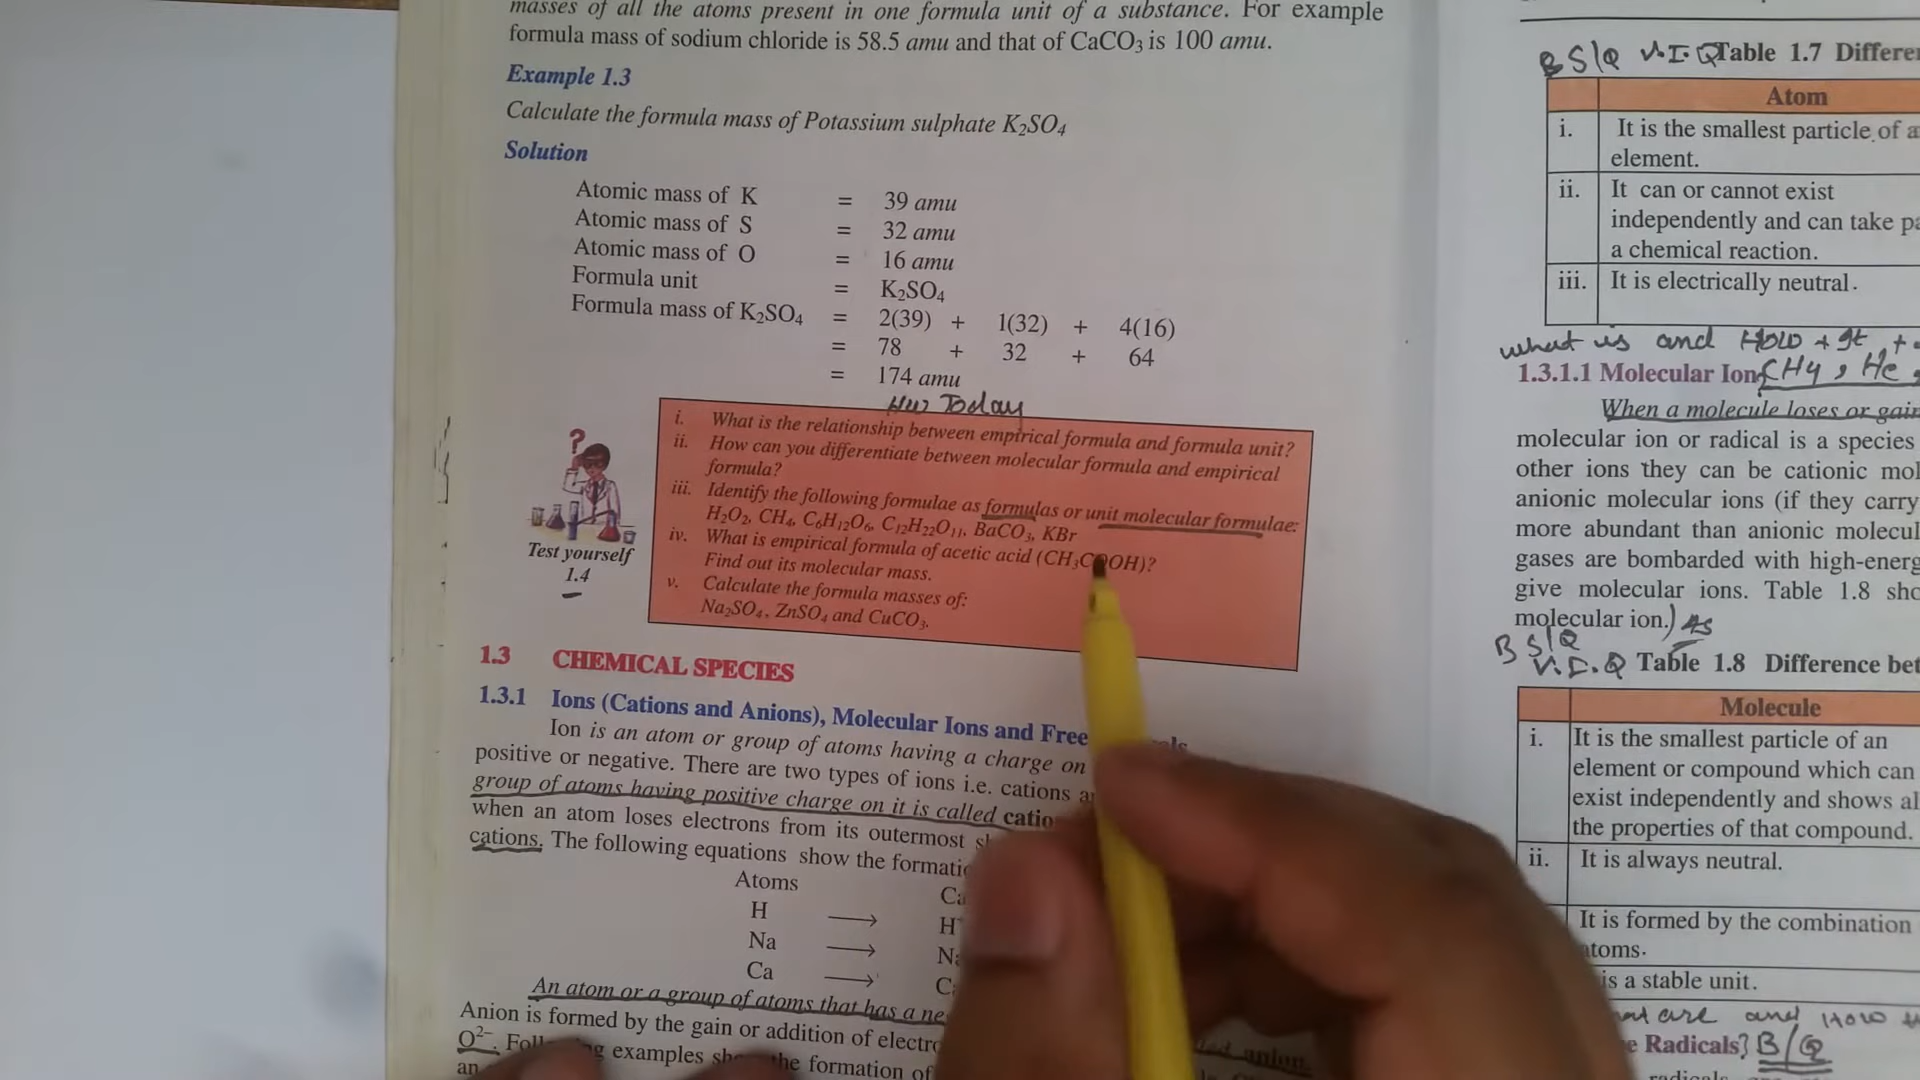 masses of all the atoms present in one formula unit of a substance. For example
formula mass of sodium chloride is 58.5 amu and that of CaCO₃ is 100 amu.
Example 1.3
Calculate the formula mass of Potassium sulphate K₂SO₄
Solution
Atomic mass of K = 39 amu
Atomic mass of S = 32 amu
Atomic mass of O = 16 amu
Formula unit = K₂SO₄
Formula mass of K₂SO₄ = 2(39) + 1(32) + 4(16)
= 78 + 32 + 64
= 174 amu
HW Today
i. What is the relationship between empirical formula and formula unit?
ii. How can you differentiate between molecular formula and empirical
formula?
iii. Identify the following formulae as formulas or unit molecular formulae:
H₂O₂, CH₄, C₆H₁₂O₆, C₁₂H₂₂O₁₁, BaCO₃, KBr
iv. What is empirical formula of acetic acid (CH₃COOH)?
Find out its molecular mass.
v. Calculate the formula masses of:
Na₂SO₄, ZnSO₄ and CuCO₃.
?
Test yourself
1.4
1.3 CHEMICAL SPECIES
1.3.1 Ions (Cations and Anions), Molecular Ions and Free
Ion is an atom or group of atoms having a charge on
positive or negative. There are two types of ions i.e. cations
group of atoms having positive charge on it is called
when an atom loses electrons from its outermost
cations. The following equations show the
Atoms
H ⟶ H
Na ⟶
Ca ⟶
An atom or a group of atoms that has a
Anion is formed by the gain or addition of
O²⁻. examples the formation of
an anion.
B S/Q V.I.Q Table 1.7
Atom
i. It is the smallest particle of
element.
ii. It can or cannot exist
independently and can take
a chemical reaction.
iii. It is electrically neutral.
what is and How + +
1.3.1.1 Molecular Ion CH4, He
When a molecule loses or
molecular ion or radical is a species
other ions they can be cationic
anionic molecular ions (if they carry
more abundant than anionic
gases are bombarded with
give molecular ions. Table 1.8
molecular ion.)
B S/Q
V.I.Q Table 1.8 Difference
Molecule
i. It is the smallest particle of an
element or compound which can
exist independently and shows
the properties of that compound.
ii. It is always neutral.
It is formed by the combination
atoms.
is a stable unit.
are and How
Radicals? B/Q